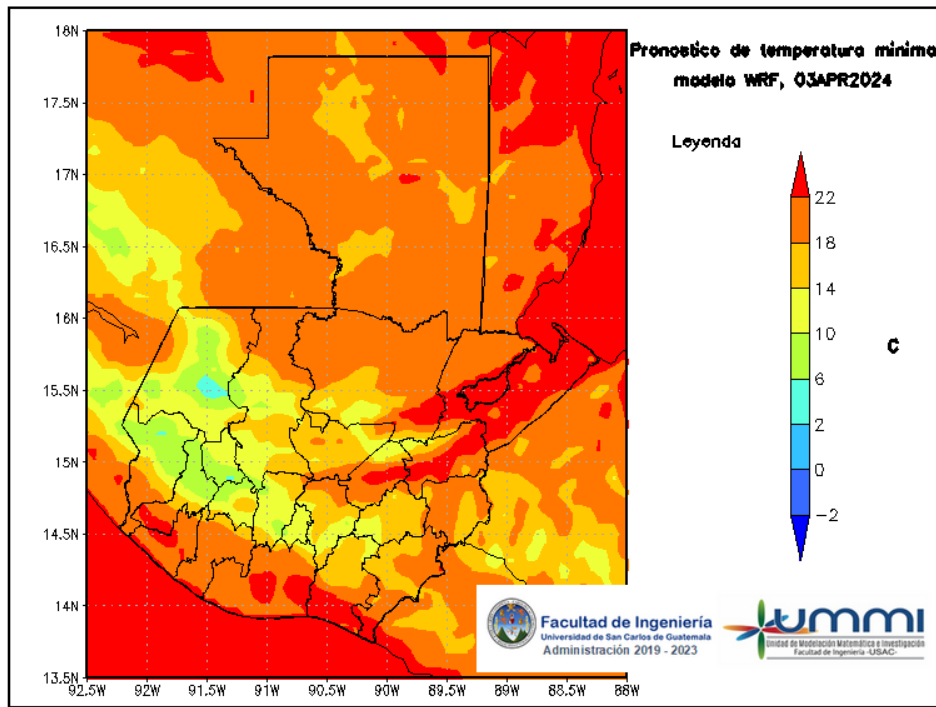 Pronostico de temperatura minima
modelo WRF, 03APR2024
Leyenda
22
18
14
10
6
2
0
−2
C
18N
17.5N
17N
16.5N
16N
15.5N
15N
14.5N
14N
13.5N
92.5W
92W
91.5W
91W
90.5W
90W
89.5W
89W
88.5W
88W
Facultad de Ingeniería
Universidad de San Carlos de Guatemala
Administración 2019 - 2023
UMMI
Unidad de Modelación Matemática e Investigación
Facultad de Ingeniería -USAC-